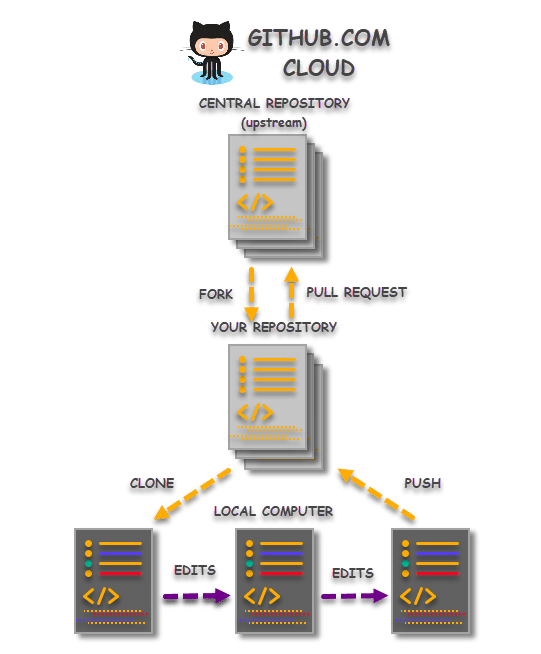 GITHUB.COM
CLOUD
CENTRAL REPOSITORY
(upstream)
</>
FORK
PULL REQUEST
YOUR REPOSITORY
</>
CLONE
PUSH
LOCAL COMPUTER
EDITS
EDITS
</>
</>
</>